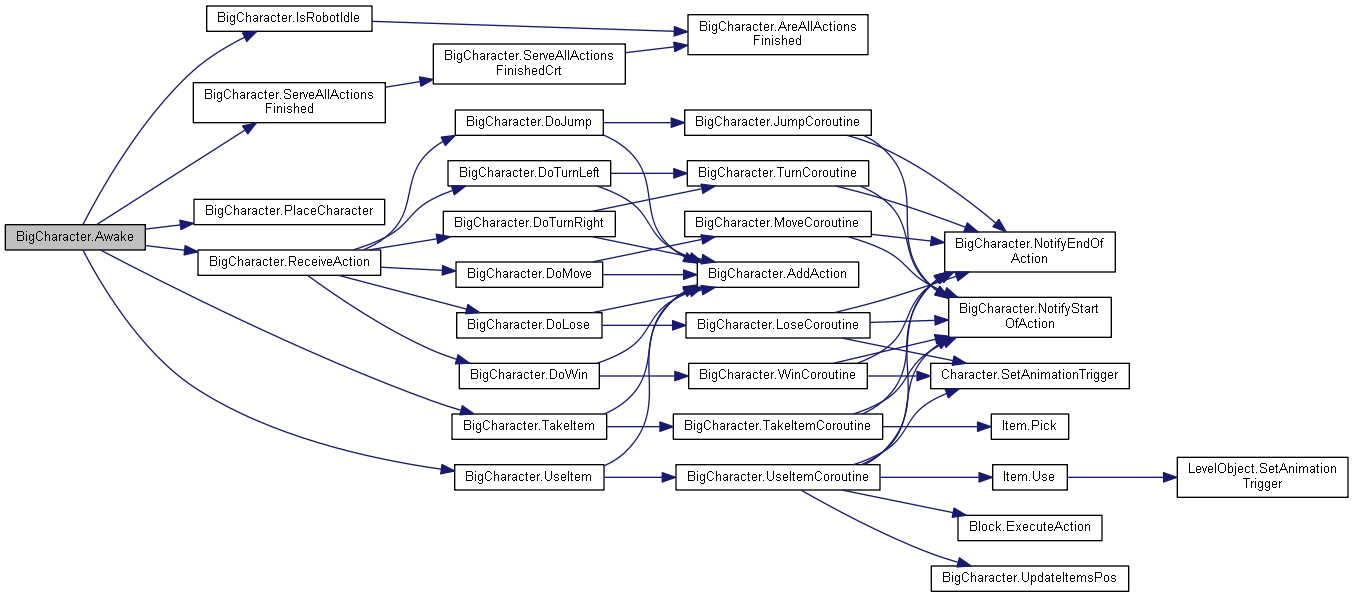 BigCharacter.Awake
BigCharacter.IsRobotIdle
BigCharacter.ServeAllActions
Finished
BigCharacter.PlaceCharacter
BigCharacter.ReceiveAction
BigCharacter.ServeAllActions
FinishedCrt
BigCharacter.DoJump
BigCharacter.DoTurnLeft
BigCharacter.DoTurnRight
BigCharacter.DoMove
BigCharacter.DoLose
BigCharacter.DoWin
BigCharacter.TakeItem
BigCharacter.UseItem
BigCharacter.AreAllActions
Finished
BigCharacter.JumpCoroutine
BigCharacter.TurnCoroutine
BigCharacter.MoveCoroutine
BigCharacter.AddAction
BigCharacter.LoseCoroutine
BigCharacter.WinCoroutine
BigCharacter.TakeItemCoroutine
BigCharacter.UseItemCoroutine
BigCharacter.NotifyEndOf
Action
BigCharacter.NotifyStart
OfAction
Character.SetAnimationTrigger
Item.Pick
Item.Use
Block.ExecuteAction
BigCharacter.UpdateItemsPos
LevelObject.SetAnimation
Trigger